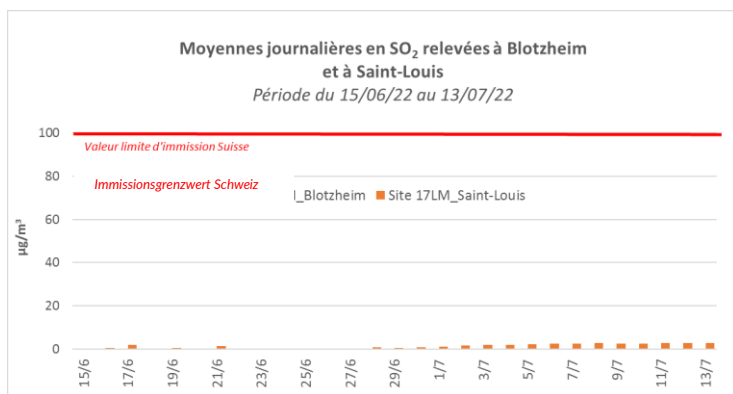 Moyennes journalières en SO₂ relevées à Blotzheim
et à Saint-Louis
Période du 15/06/22 au 13/07/22
100
Valeur limite d'immission Suisse
80
Immissionsgrenzwert Schweiz
_Blotzheim Site 17LM_Saint-Louis
60
µg/m³
40
20
0
15/6 17/6 19/6 21/6 23/6 25/6 27/6 29/6 1/7 3/7 5/7 7/7 9/7 11/7 13/7